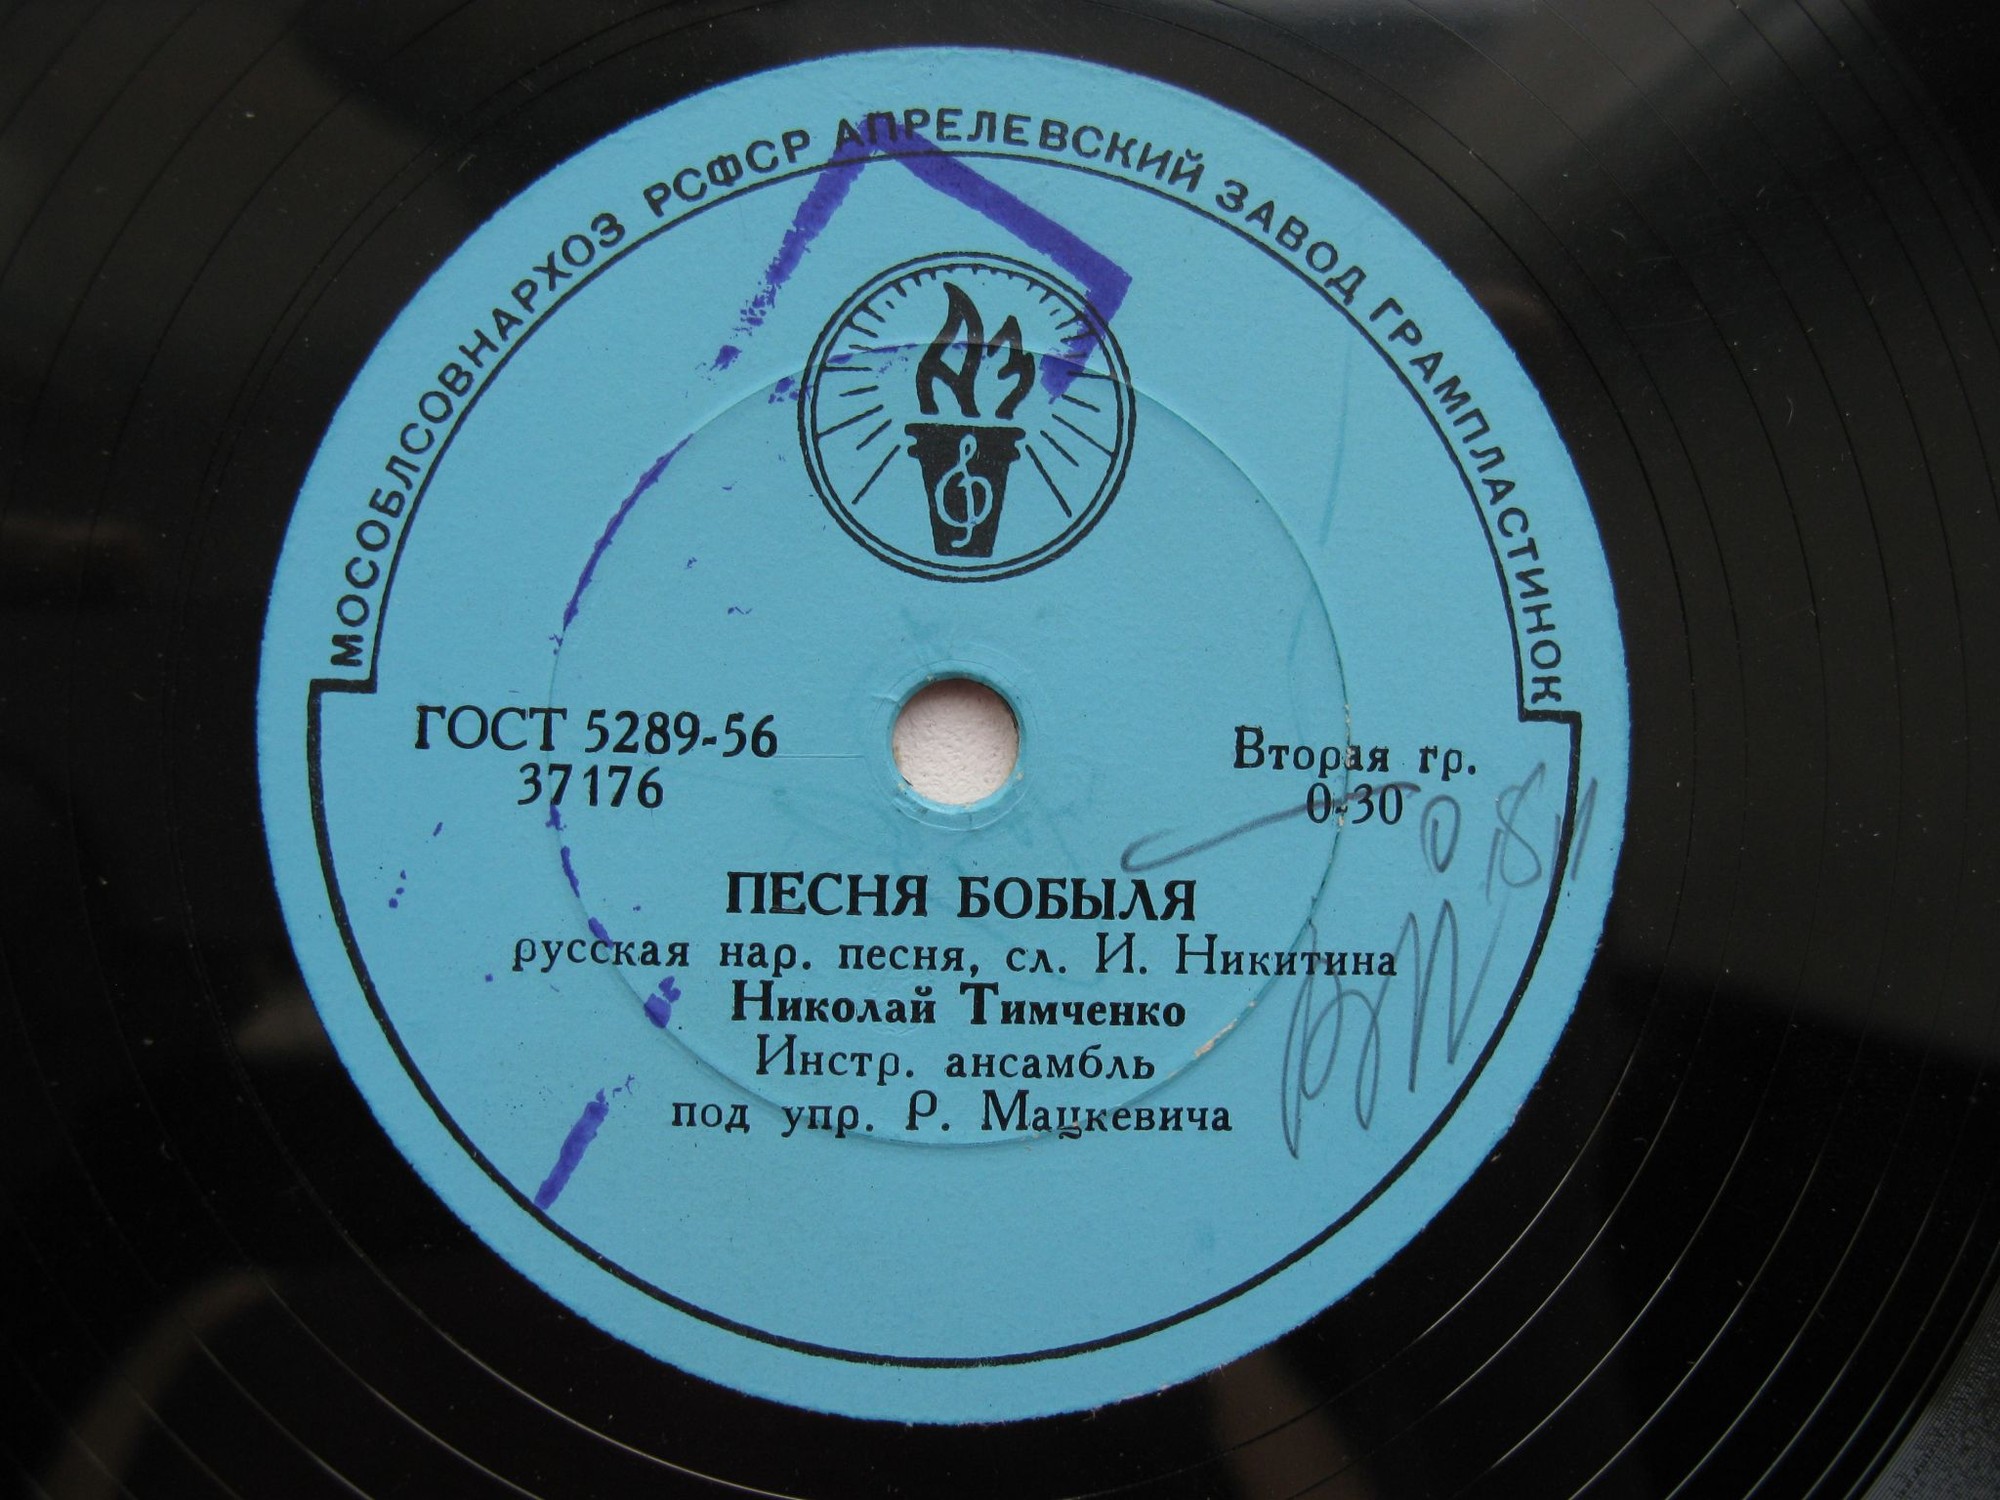 МОСОБЛСОВНАРХОЗ РСФСР АПРЕЛЕВСКИЙ ЗАВОД ГРАМПЛАСТИНОК
ГОСТ 5289-56
37176
Вторая гр.
0-30
ПЕСНЯ БОБЫЛЯ
русская нар. песня, сл. И. Никитина
Николай Тимченко
Инстр. ансамбль
под упр. Р. Мацкевича